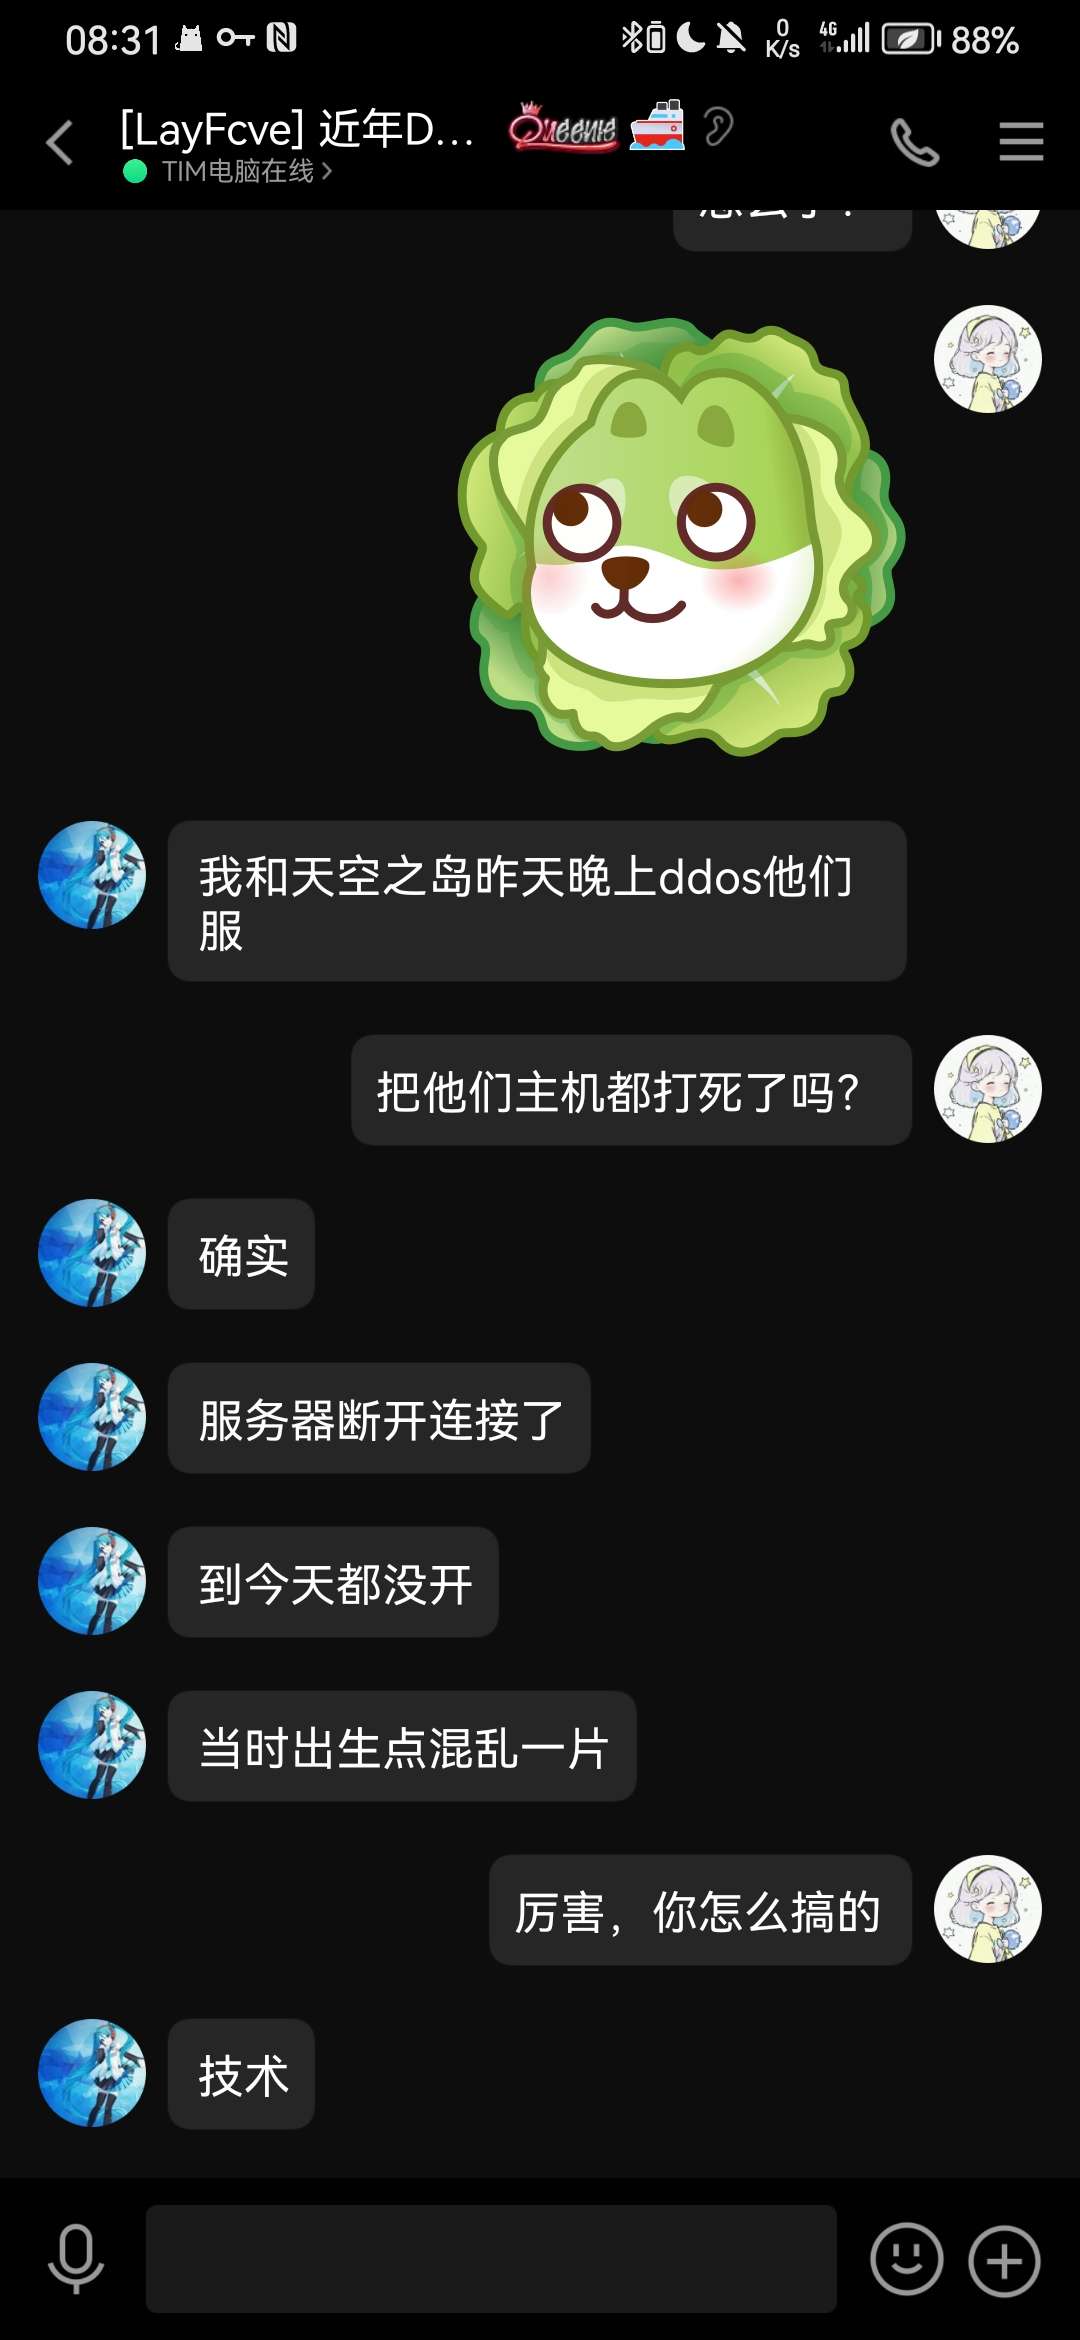 08:31
0
K/s
4G
88%
[LayFcve] 近年D...
Queenie
TIM电脑在线
怎么了？
我和天空之岛昨天晚上ddos他们
服
把他们主机都打死了吗？
确实
服务器断开连接了
到今天都没开
当时出生点混乱一片
厉害，你怎么搞的
技术